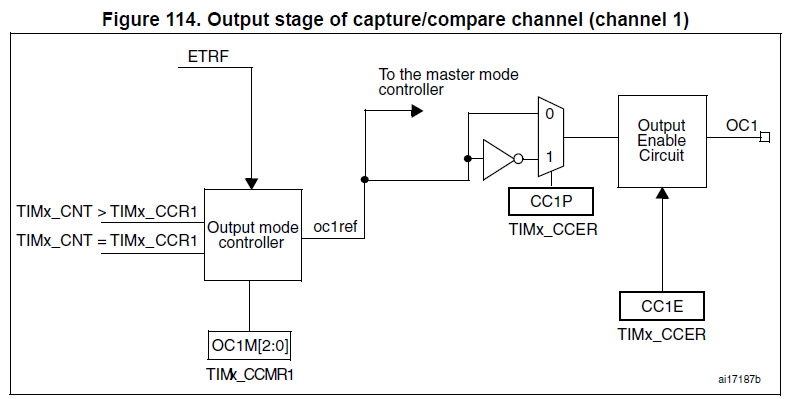 Figure 114. Output stage of capture/compare channel (channel 1)
ETRF
To the master mode
controller
0
1
Output
Enable
Circuit
OC1
CC1P
TIMx_CCER
TIMx_CNT > TIMx_CCR1
TIMx_CNT = TIMx_CCR1
Output mode
controller
oc1ref
CC1E
TIMx_CCER
OC1M[2:0]
TIMx_CCMR1
ai17187b